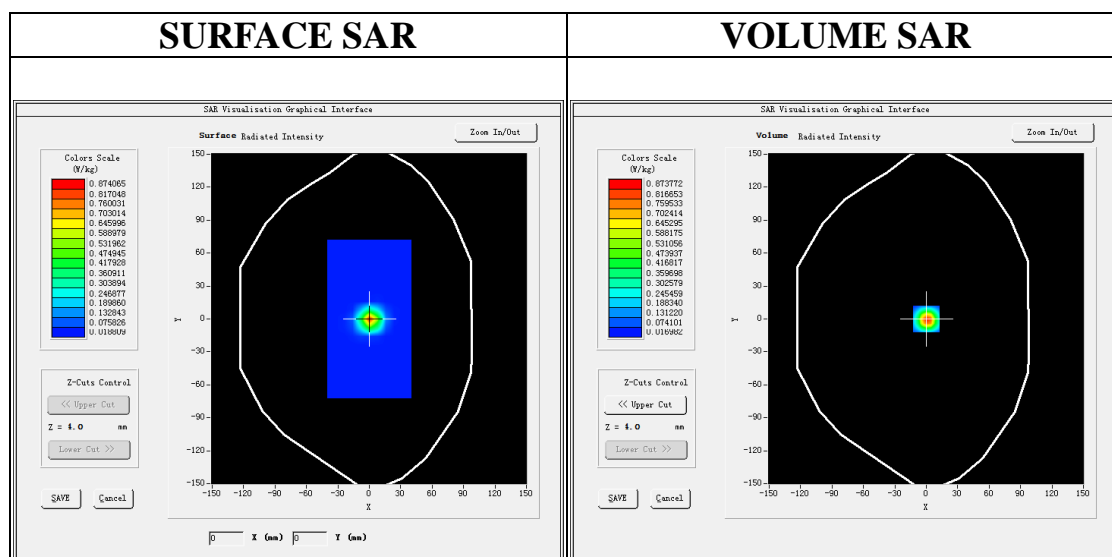 SURFACE SAR
VOLUME SAR
SAR Visualisation Graphical Interface
Surface Radiated Intensity
Zoom In/Out
Colors Scale
(W/kg)
0.874065
0.817048
0.760031
0.703014
0.645996
0.588979
0.531962
0.474945
0.417928
0.360911
0.303894
0.246877
0.189860
0.132843
0.075826
0.018809
150
120
90
60
30
0
-30
-60
-90
-120
-150
Y
-150 -120 -90 -60 -30 0 30 60 90 120 150
X
Z-Cuts Control
<< Upper Cut
Z = 4.0 mm
Lower Cut >>
SAVE
Cancel
0 X (mm) 0 Y (mm)
SAR Visualisation Graphical Interface
Volume Radiated Intensity
Zoom In/Out
Colors Scale
(W/kg)
0.873772
0.816653
0.759533
0.702414
0.645295
0.588175
0.531056
0.473937
0.416817
0.359698
0.302579
0.245459
0.188340
0.131220
0.074101
0.016982
150
120
90
60
30
0
-30
-60
-90
-120
-150
Y
-150 -120 -90 -60 -30 0 30 60 90 120 150
X
Z-Cuts Control
<< Upper Cut
Z = 4.0 mm
Lower Cut >>
SAVE
Cancel